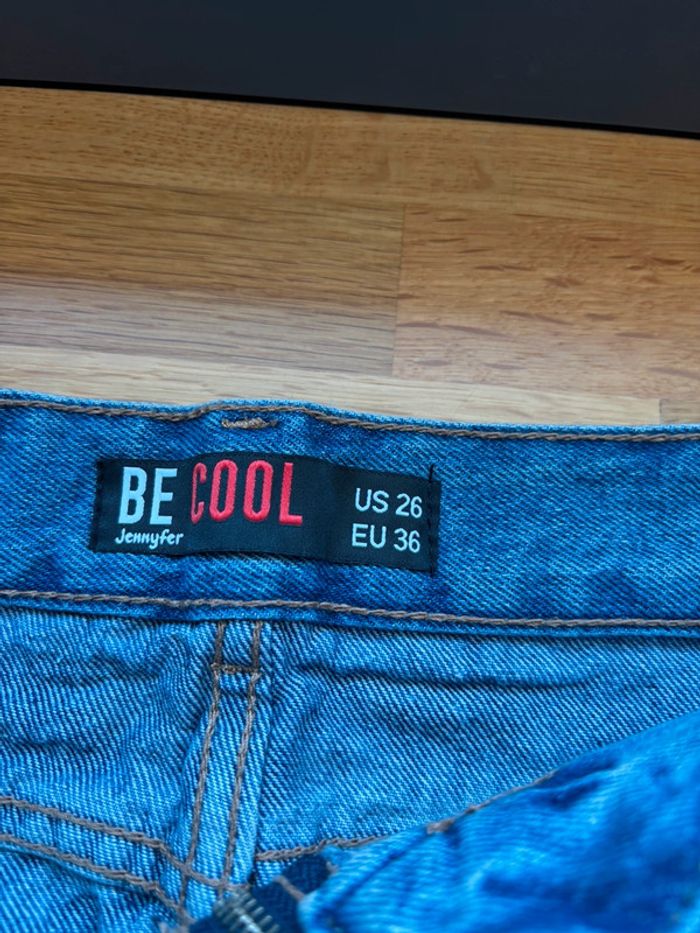 BE COOL
Jennyfer
US 26
EU 36